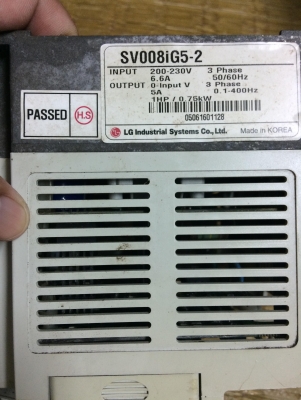 SV008iG5-2
INPUT 200-230V 3 Phase
6.6A 50/60Hz
OUTPUT 0-Input V 3 Phase
5A 0.1-400Hz
1HP / 0.75kW
05061601128
LG Industrial Systems Co., Ltd. Made in KOREA
PASSED H.S